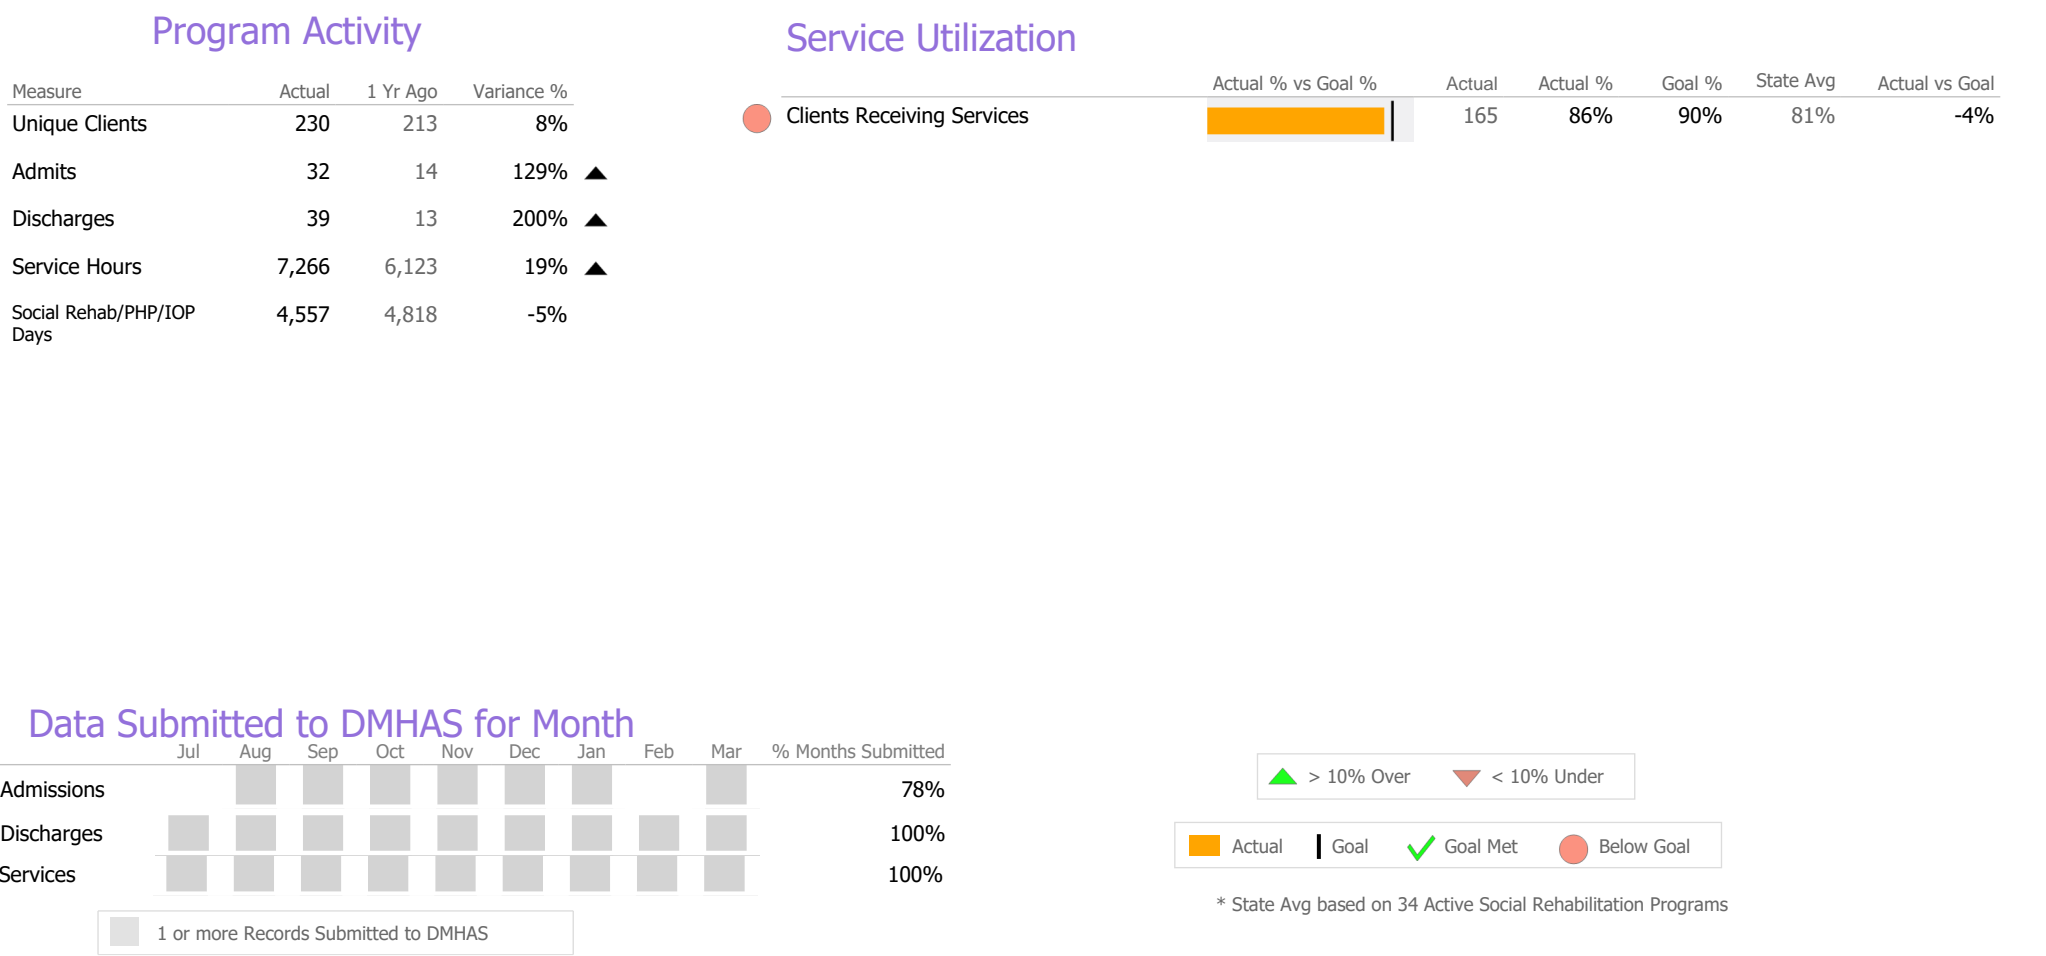 Program Activity
Measure Actual 1 Yr Ago Variance %
Unique Clients 230 213 8%
Admits 32 14 129%
Discharges 39 13 200%
Service Hours 7,266 6,123 19%
Social Rehab/PHP/IOP
Days 4,557 4,818 -5%
Service Utilization
Actual % vs Goal % Actual Actual % Goal % State Avg Actual vs Goal
Clients Receiving Services 165 86% 90% 81% -4%
Data Submitted to DMHAS for Month
Jul Aug Sep Oct Nov Dec Jan Feb Mar % Months Submitted
Admissions 78%
Discharges 100%
Services 100%
1 or more Records Submitted to DMHAS
> 10% Over < 10% Under
Actual Goal Goal Met Below Goal
* State Avg based on 34 Active Social Rehabilitation Programs